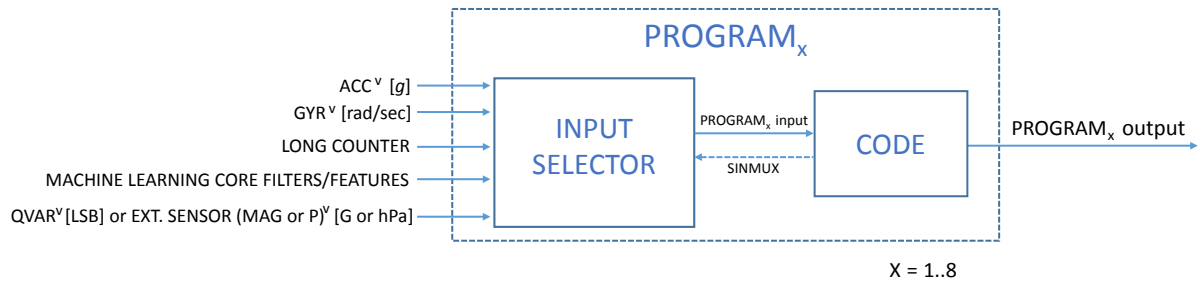 PROGRAMx
ACC v [g]
GYR v [rad/sec]
LONG COUNTER
MACHINE LEARNING CORE FILTERS/FEATURES
QVARv [LSB] or EXT. SENSOR (MAG or P)v [G or hPa]
INPUT
SELECTOR
PROGRAMx input
SINMUX
CODE
PROGRAMx output
X = 1..8